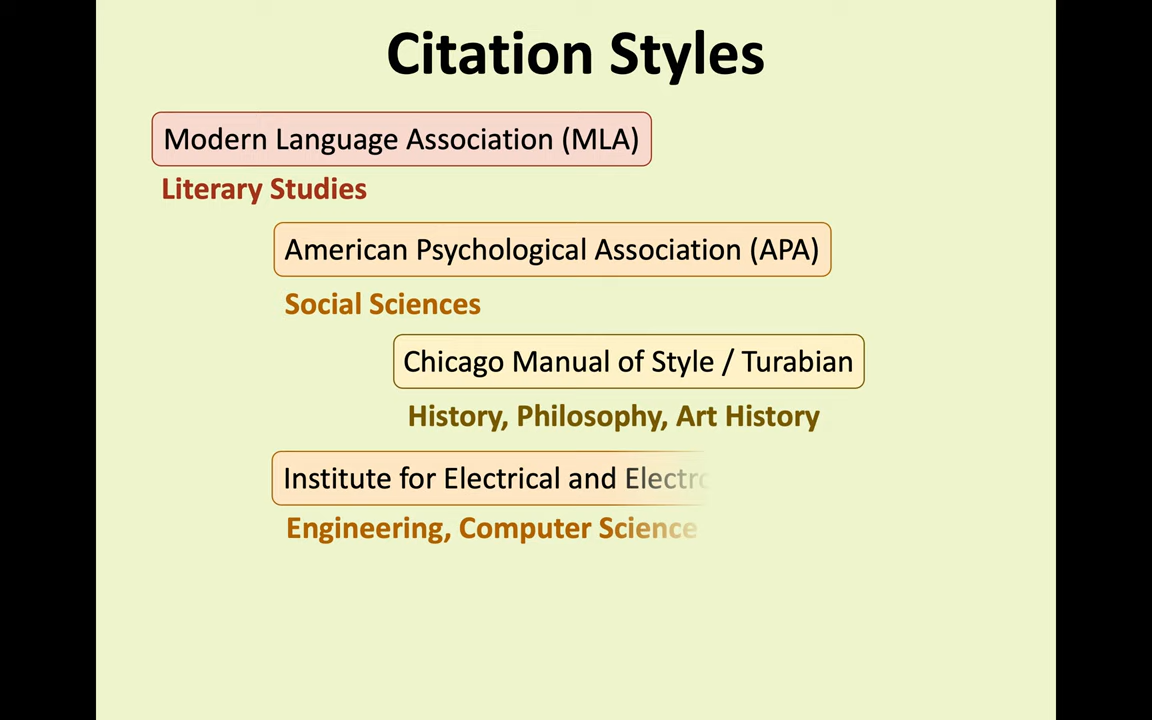 Citation Styles
Modern Language Association (MLA)
Literary Studies
American Psychological Association (APA)
Social Sciences
Chicago Manual of Style / Turabian
History, Philosophy, Art History
Institute for Electrical and Electro
Engineering, Computer Science